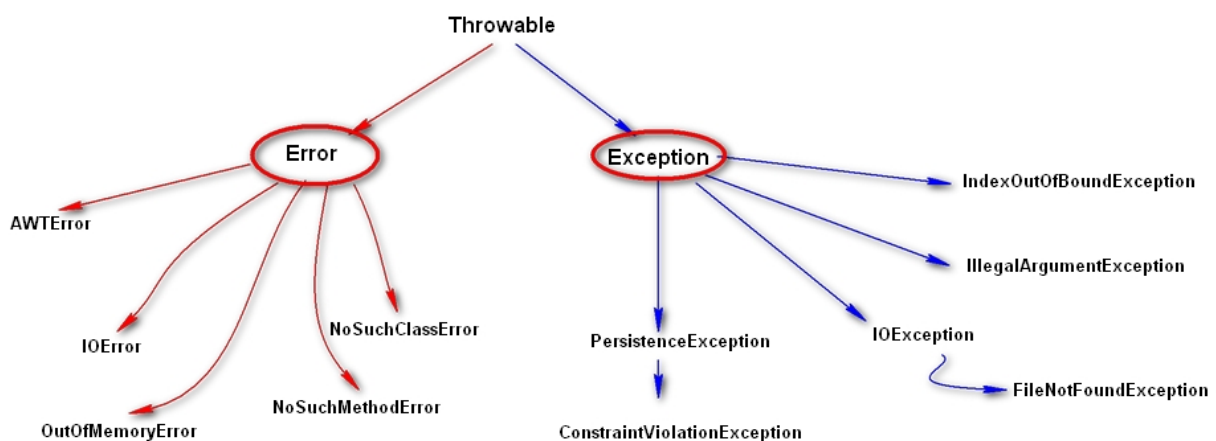 Throwable
Error
Exception
IndexOutOfBoundException
AWTError
IllegalArgumentException
NoSuchClassError
IOError
PersistenceException
IOException
FileNotFoundException
NoSuchMethodError
OutOfMemoryError
ConstraintViolationException